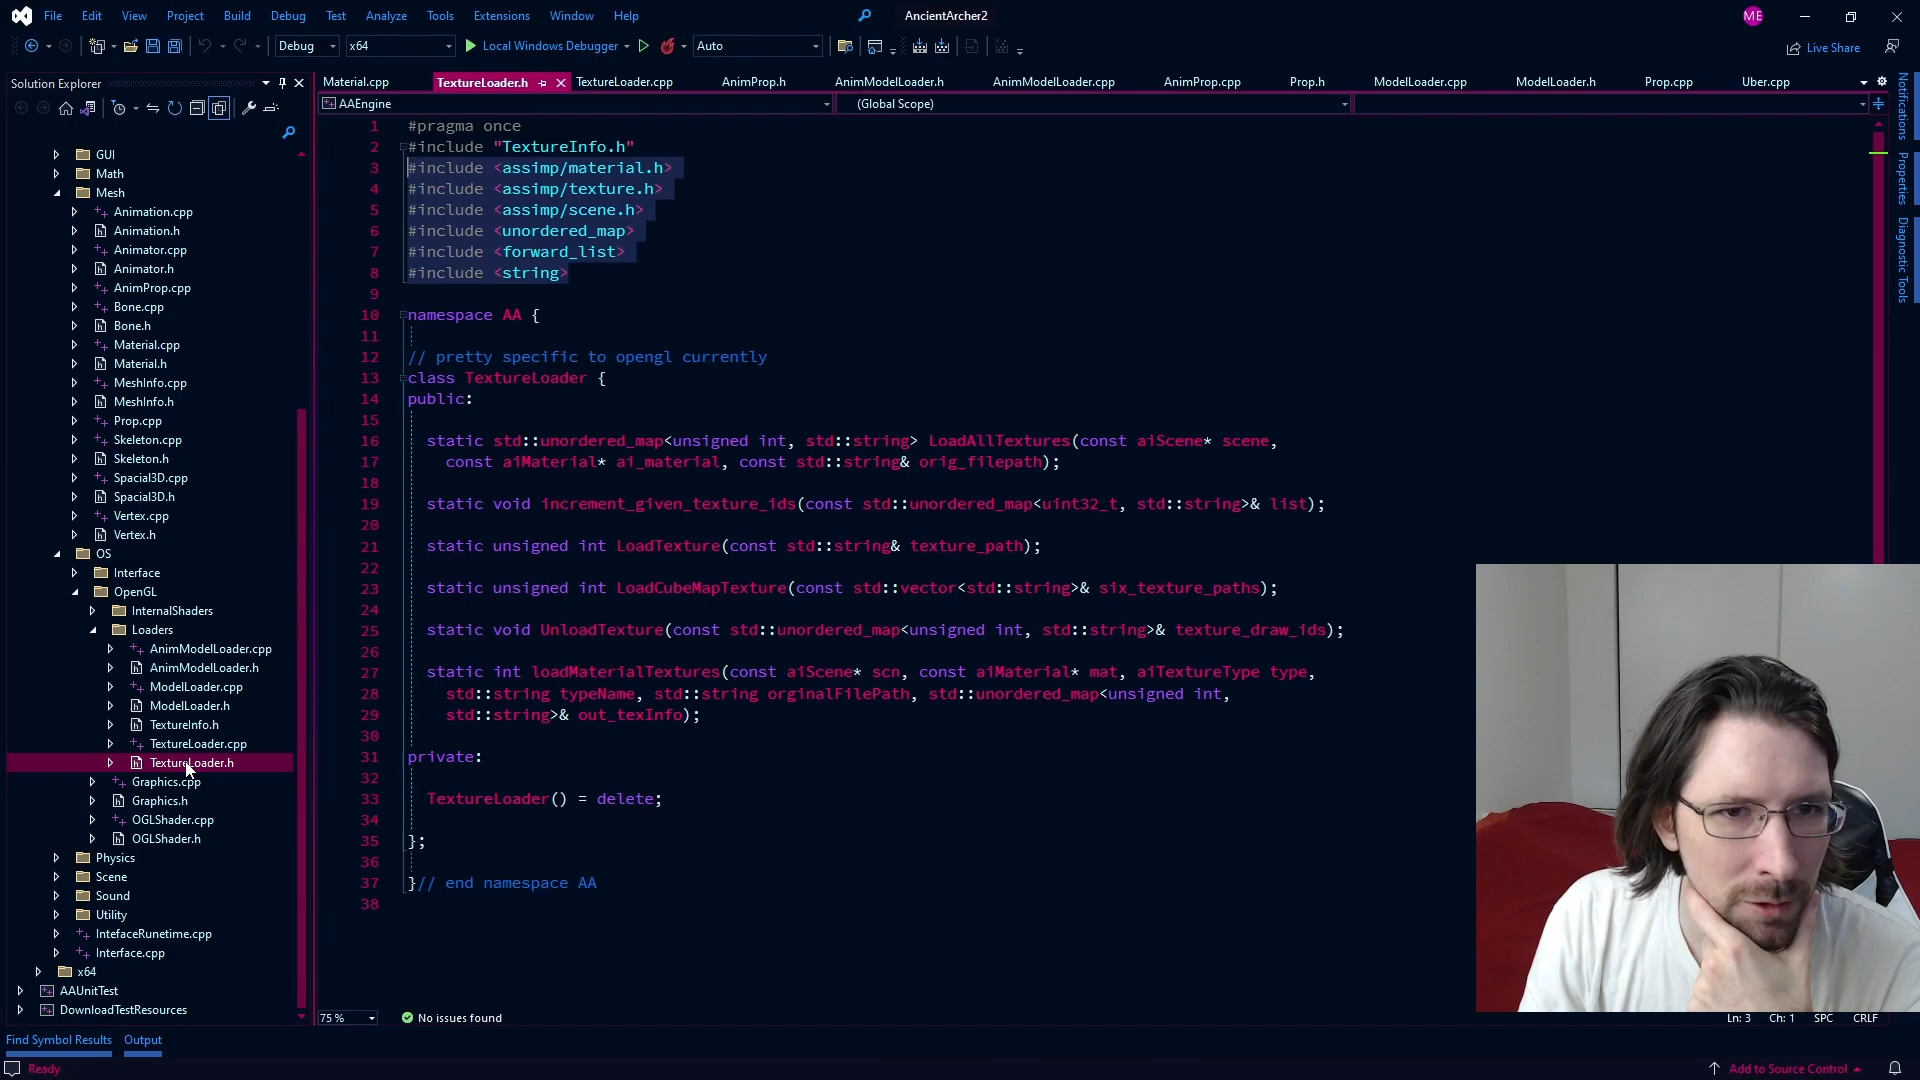 File Edit View Project Build Debug Test Analyze Tools Extensions Window Help AncientArcher2 ME
Debug x64 Local Windows Debugger Auto Live Share
Solution Explorer
Material.cpp TextureLoader.h TextureLoader.cpp AnimProp.h AnimModelLoader.h AnimModelLoader.cpp AnimProp.cpp Prop.h ModelLoader.cpp ModelLoader.h Prop.cpp Uber.cpp
AAEngine (Global Scope)
GUI
Math
Mesh
Animation.cpp
Animation.h
Animator.cpp
Animator.h
AnimProp.cpp
Bone.cpp
Bone.h
Material.cpp
Material.h
MeshInfo.cpp
MeshInfo.h
Prop.cpp
Skeleton.cpp
Skeleton.h
Spacial3D.cpp
Spacial3D.h
Vertex.cpp
Vertex.h
OS
Interface
OpenGL
InternalShaders
Loaders
AnimModelLoader.cpp
AnimModelLoader.h
ModelLoader.cpp
ModelLoader.h
TextureInfo.h
TextureLoader.cpp
TextureLoader.h
Graphics.cpp
Graphics.h
OGLShader.cpp
OGLShader.h
Physics
Scene
Sound
Utility
IntefaceRunetime.cpp
Interface.cpp
x64
AAUnitTest
DownloadTestResources
1 #pragma once
2 #include "TextureInfo.h"
3 #include <assimp/material.h>
4 #include <assimp/texture.h>
5 #include <assimp/scene.h>
6 #include <unordered_map>
7 #include <forward_list>
8 #include <string>
9
10 namespace AA {
11
12 // pretty specific to opengl currently
13 class TextureLoader {
14 public:
15
16 static std::unordered_map<unsigned int, std::string> LoadAllTextures(const aiScene* scene,
17 const aiMaterial* ai_material, const std::string& orig_filepath);
18
19 static void increment_given_texture_ids(const std::unordered_map<uint32_t, std::string>& list);
20
21 static unsigned int LoadTexture(const std::string& texture_path);
22
23 static unsigned int LoadCubeMapTexture(const std::vector<std::string>& six_texture_paths);
24
25 static void UnloadTexture(const std::unordered_map<unsigned int, std::string>& texture_draw_ids);
26
27 static int loadMaterialTextures(const aiScene* scn, const aiMaterial* mat, aiTextureType type,
28 std::string typeName, std::string orginalFilePath, std::unordered_map<unsigned int,
29 std::string>& out_texInfo);
30
31 private:
32
33 TextureLoader() = delete;
34
35 };
36
37 }// end namespace AA
38
Notifications
Properties
Diagnostic Tools
75 % No issues found Ln: 3 Ch: 1 SPC CRLF
Find Symbol Results Output
Ready Add to Source Control